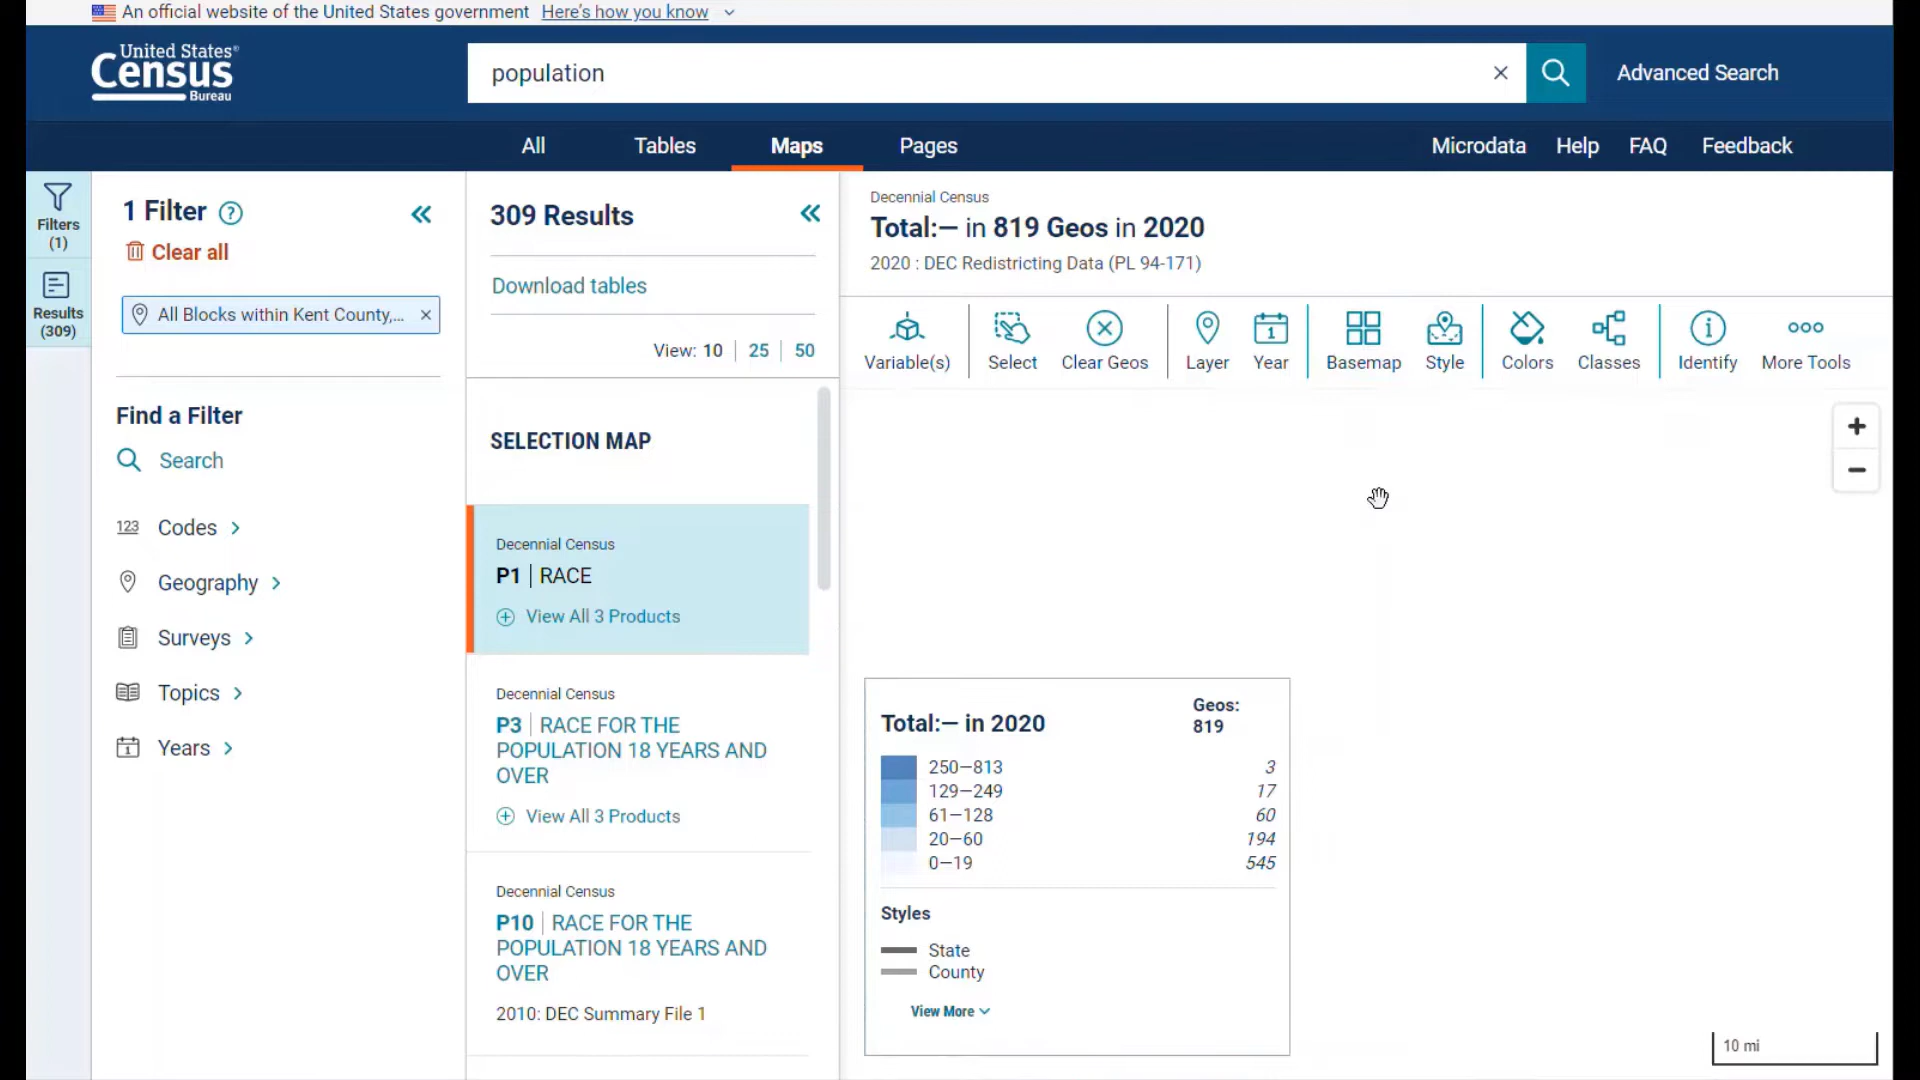 An official website of the United States government Here's how you know
United States®
Census
Bureau
population
Advanced Search
All Tables Maps Pages Microdata Help FAQ Feedback
Filters
(1)
Results
(309)
1 Filter ?
Clear all
All Blocks within Kent County,...
Find a Filter
Search
123 Codes
Geography
Surveys
Topics
1 Years
309 Results
Download tables
View: 10 25 50
SELECTION MAP
Decennial Census
P1 | RACE
View All 3 Products
Decennial Census
P3 | RACE FOR THE
POPULATION 18 YEARS AND
OVER
View All 3 Products
Decennial Census
P10 | RACE FOR THE
POPULATION 18 YEARS AND
OVER
2010: DEC Summary File 1
Decennial Census
Total:— in 819 Geos in 2020
2020 : DEC Redistricting Data (PL 94-171)
Variable(s) Select Clear Geos Layer 1 Year Basemap Style Colors Classes Identify More Tools
+
−
Total:— in 2020
Geos:
819
250—813 3
129—249 17
61—128 60
20—60 194
0—19 545
Styles
State
County
View More
10 mi